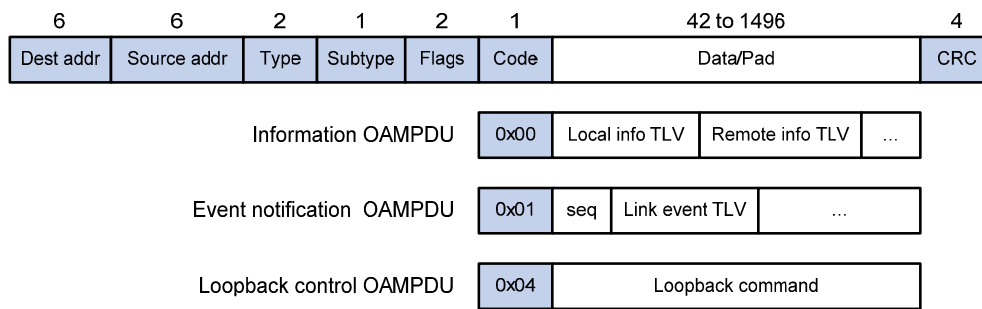 6 6 2 1 2 1 42 to 1496 4
Dest addr Source addr Type Subtype Flags Code Data/Pad CRC
Information OAMPDU 0x00 Local info TLV Remote info TLV ...
Event notification OAMPDU 0x01 seq Link event TLV ...
Loopback control OAMPDU 0x04 Loopback command